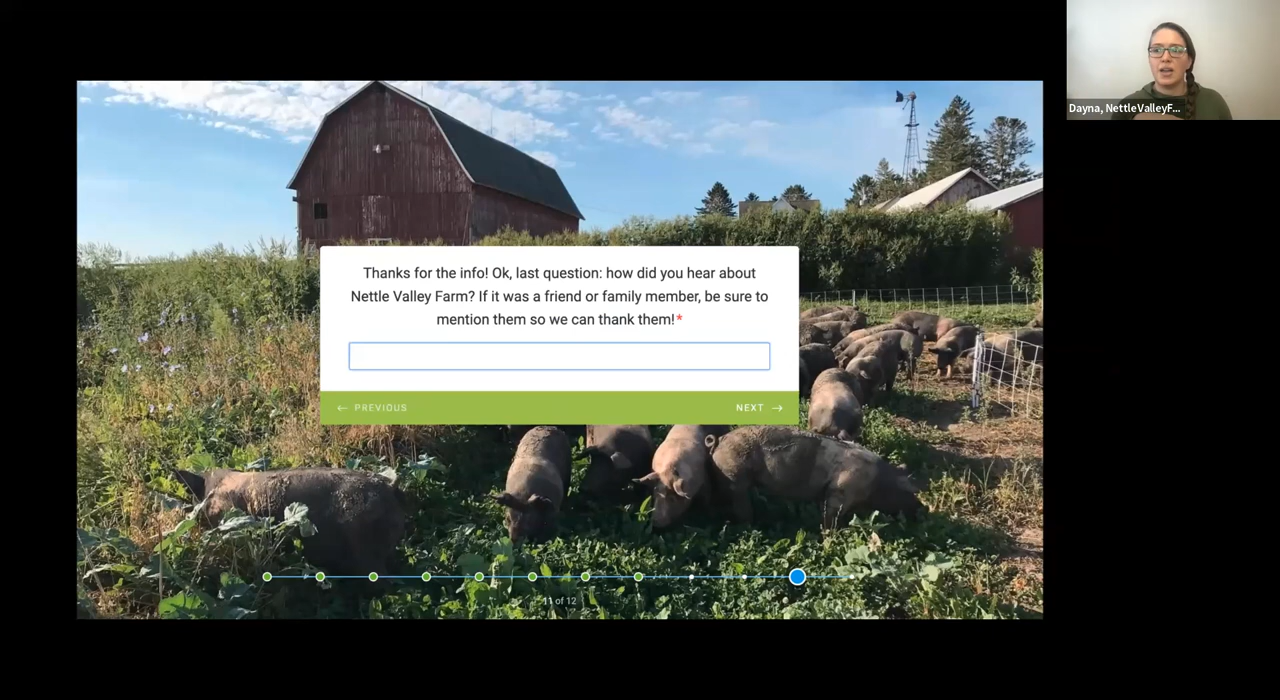 Dayna, NettleValleyF...
Thanks for the info! Ok, last question: how did you hear about
Nettle Valley Farm? If it was a friend or family member, be sure to
mention them so we can thank them!*
← PREVIOUS
NEXT →
11 of 12